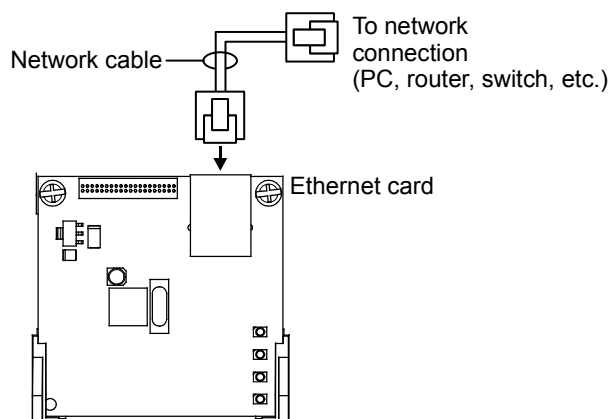 To network
connection
(PC, router, switch, etc.)
Network cable
Ethernet card